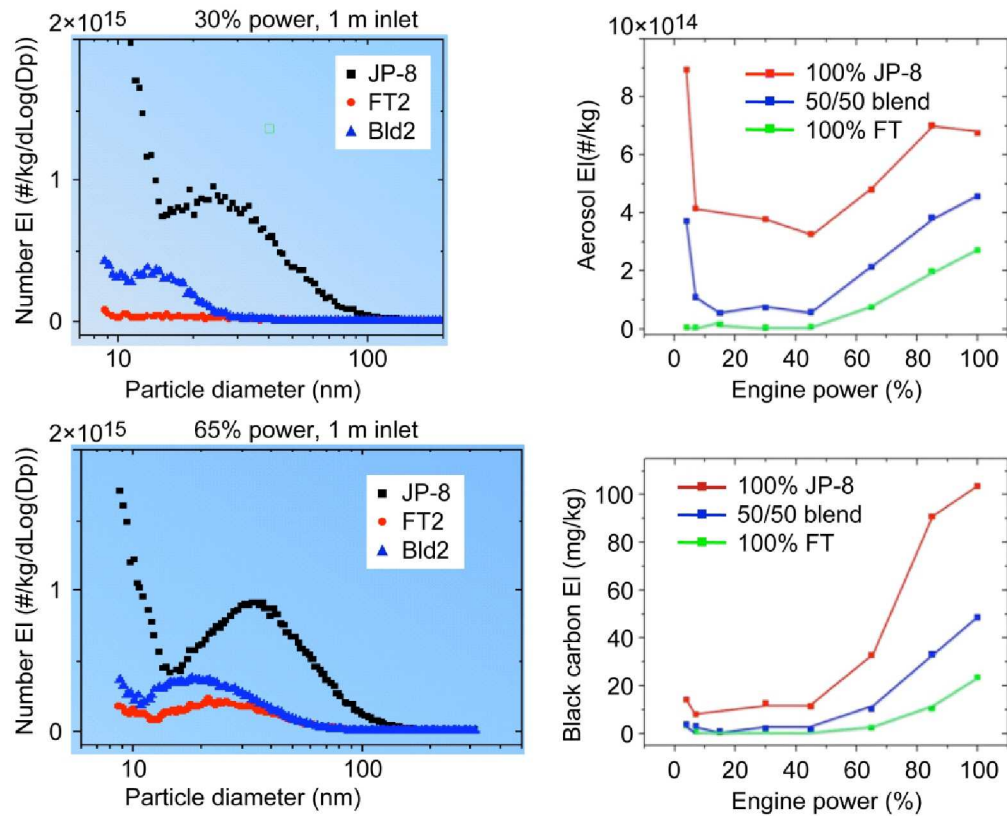 2×10¹⁵
30% power, 1 m inlet
Number EI (#/kg/dLog(Dp))
1
0
JP-8
FT2
Bld2
10
100
Particle diameter (nm)
×10¹⁴
Aerosol EI(#/kg)
8
6
4
2
0
100% JP-8
50/50 blend
100% FT
0
20
40
60
80
100
Engine power (%)
2×10¹⁵
65% power, 1 m inlet
Number EI (#/kg/dLog(Dp))
1
0
JP-8
FT2
Bld2
10
100
Particle diameter (nm)
Black carbon EI (mg/kg)
100
80
60
40
20
0
100% JP-8
50/50 blend
100% FT
0
20
40
60
80
100
Engine power (%)